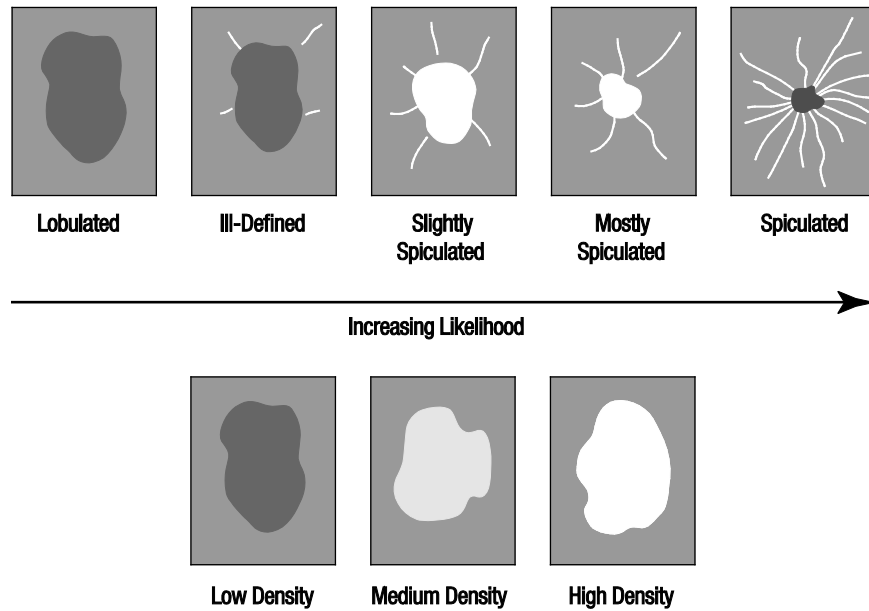 Lobulated
Ill-Defined
Slightly
Spiculated
Mostly
Spiculated
Spiculated
Increasing Likelihood
Low Density
Medium Density
High Density